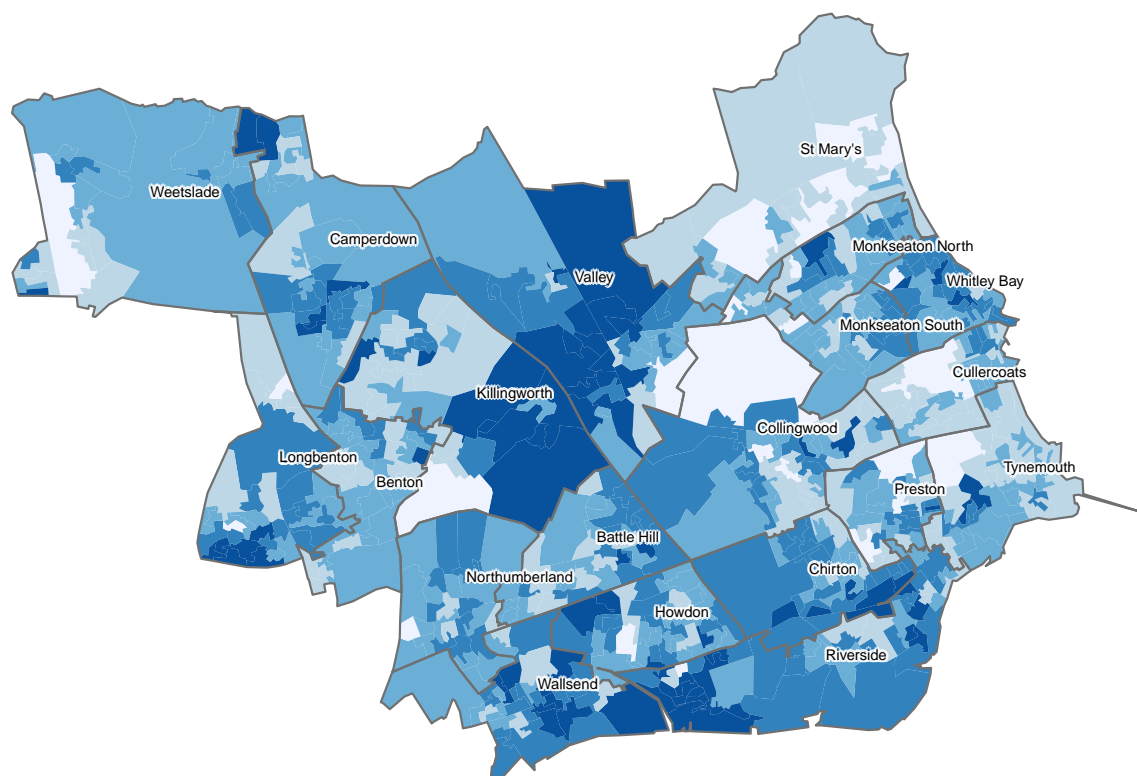 St Mary's
Weetslade
Camperdown
Monkseaton North
Valley
Whitley Bay
Monkseaton South
Cullercoats
Killingworth
Collingwood
Longbenton
Tynemouth
Benton
Preston
Battle Hill
Chirton
Northumberland
Howdon
Riverside
Wallsend